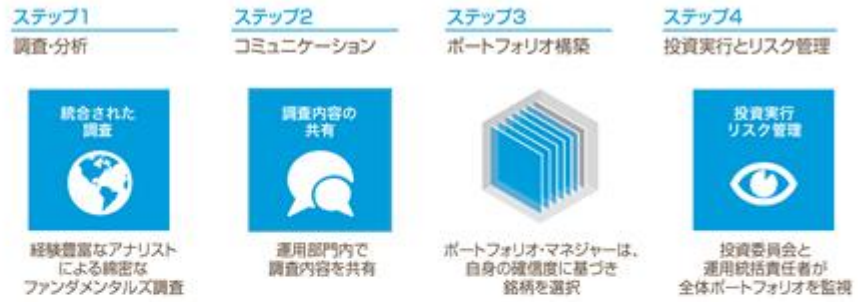 ステップ1
調査・分析
統合された
調査
経験豊富なアナリスト
による綿密な
ファンダメンタルズ調査
ステップ2
コミュニケーション
調査内容の
共有
運用部門内で
調査内容を共有
ステップ3
ポートフォリオ構築
ポートフォリオ・マネジャーは、
自身の確信度に基づき
銘柄を選択
ステップ4
投資実行とリスク管理
投資実行
リスク管理
投資委員会と
運用統括責任者が
全体ポートフォリオを監視